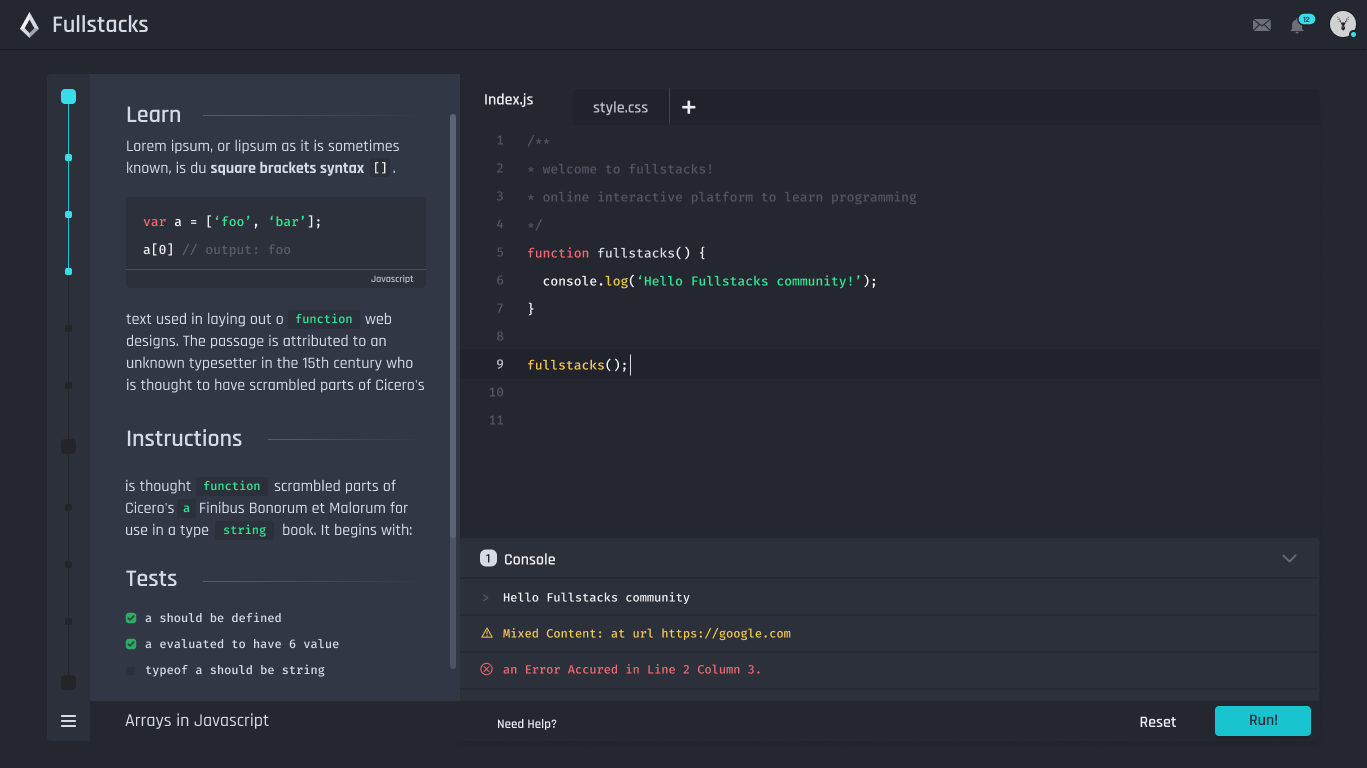 Fullstacks
12
Learn
Lorem ipsum, or lipsum as it is sometimes
known, is du square brackets syntax [] .
var a = [‘foo’, ‘bar’];
a[0] // output: foo
Javascript
text used in laying out o function web
designs. The passage is attributed to an
unknown typesetter in the 15th century who
is thought to have scrambled parts of Cicero's
Instructions
is thought function scrambled parts of
Cicero's a Finibus Bonorum et Malorum for
use in a type string book. It begins with:
Tests
a should be defined
a evaluated to have 6 value
typeof a should be string
Arrays in Javascript
Index.js
style.css +
1 /**
2 * welcome to fullstacks!
3 * online interactive platform to learn programming
4 */
5 function fullstacks() {
6 console.log(‘Hello Fullstacks community!’);
7 }
8
9 fullstacks();
10
11
1 Console
> Hello Fullstacks community
Mixed Content: at url https://google.com
an Error Accured in Line 2 Column 3.
Need Help?
Reset
Run!